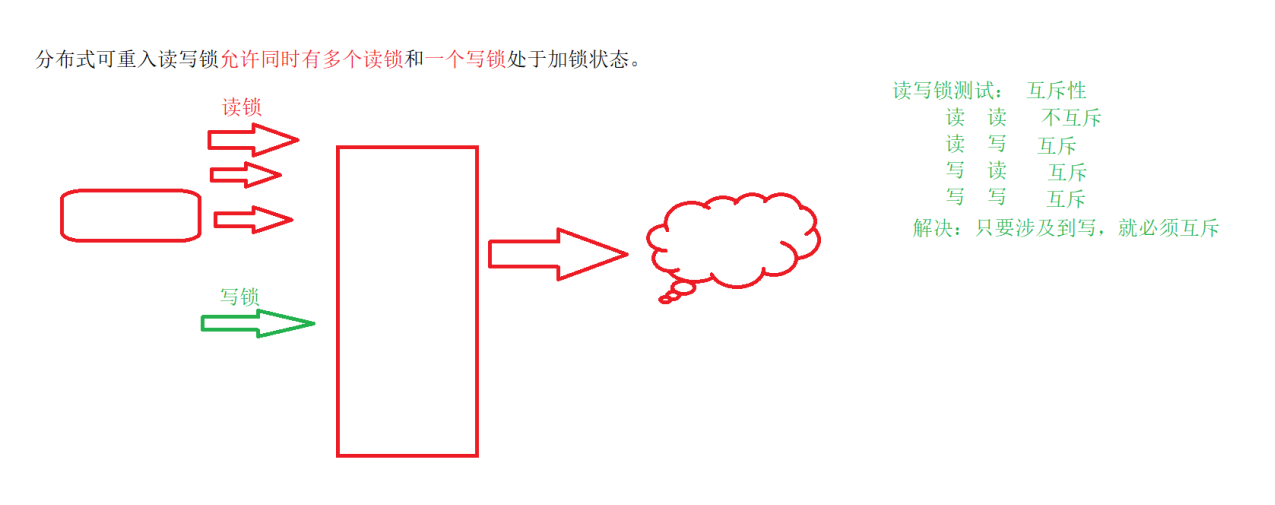 分布式可重入读写锁允许同时有多个读锁和一个写锁处于加锁状态。
读锁
写锁
读写锁测试： 互斥性
读 读 不互斥
读 写 互斥
写 读 互斥
写 写 互斥
解决：只要涉及到写，就必须互斥